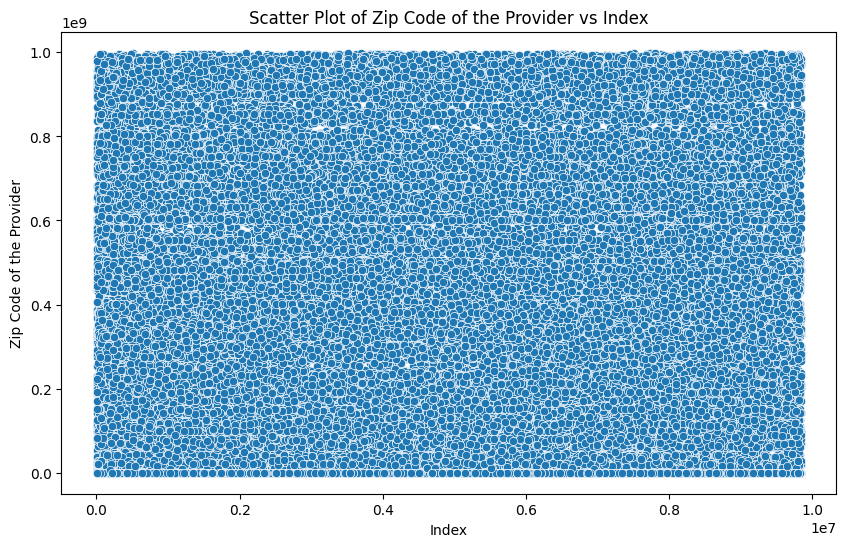 Scatter Plot of Zip Code of the Provider vs Index
1e9
1.0
0.8
0.6
0.4
0.2
0.0
Zip Code of the Provider
0.0 0.2 0.4 0.6 0.8 1.0
1e7
Index